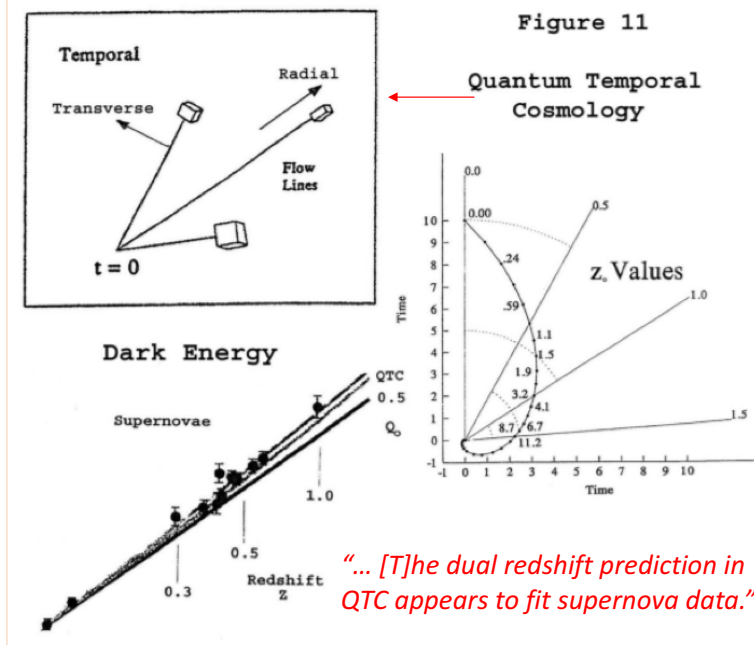 Figure 11
Quantum Temporal
Cosmology
Temporal
Radial
Transverse
Flow
Lines
t = 0
Dark Energy
Supernovae
QTC
0.5
Q₀
1.0
0.5
0.3
Redshift
Z
0.0
0.5
1.0
1.5
z₀ Values
0.00
.24
.59
1.1
1.5
1.9
3.2
4.1
8.7
6.7
11.2
10
9
8
7
6
5
4
3
2
1
0
-1
Time
-1 0 1 2 3 4 5 6 7 8 9 10
Time
“... [T]he dual redshift prediction in
QTC appears to fit supernova data.”